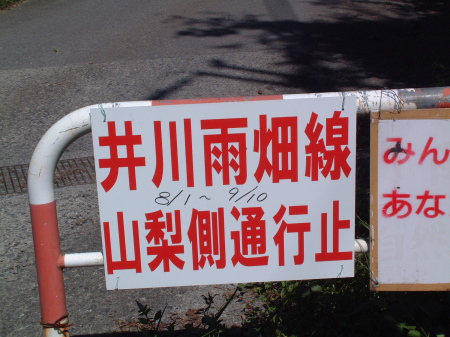 井川雨畑線
8/1～9/10
山梨側通行止
みん
あな